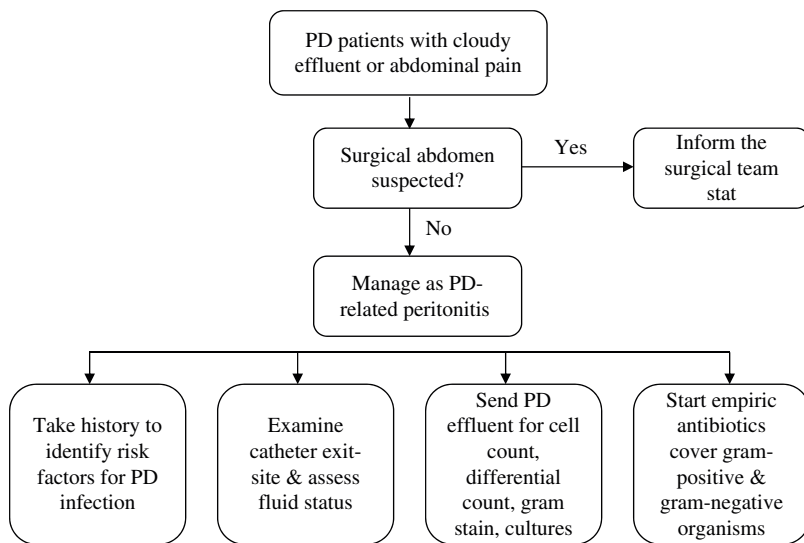 PD patients with cloudy
effluent or abdominal pain
Surgical abdomen
suspected?
Yes
Inform the
surgical team
stat
No
Manage as PD-
related peritonitis
Take history to
identify risk
factors for PD
infection
Examine
catheter exit-
site & assess
fluid status
Send PD
effluent for cell
count,
differential
count, gram
stain, cultures
Start empiric
antibiotics
cover gram-
positive &
gram-negative
organisms